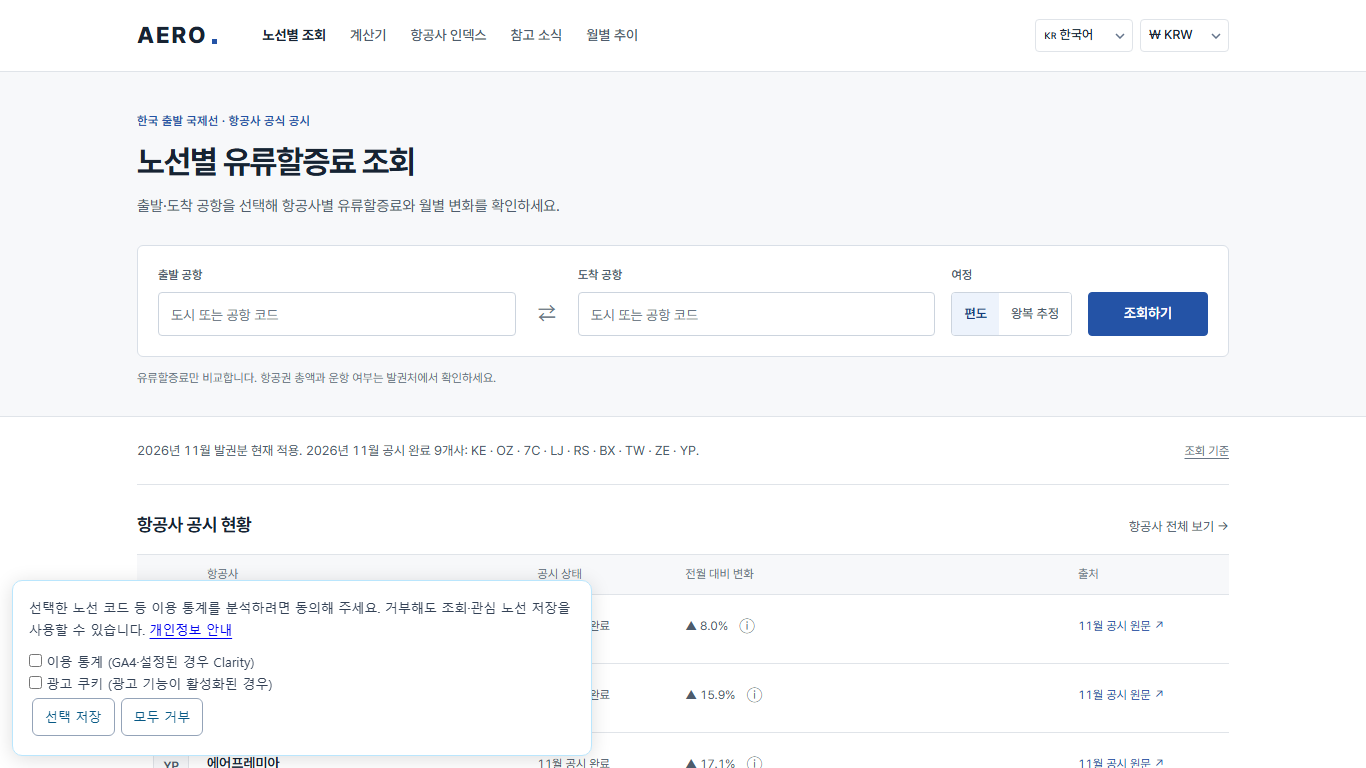 AERO.
노선별 조회 계산기 항공사 인덱스 참고 소식 월별 추이
KR 한국어
₩ KRW
한국 출발 국제선 · 항공사 공식 공시
노선별 유류할증료 조회
출발·도착 공항을 선택해 항공사별 유류할증료와 월별 변화를 확인하세요.
출발 공항 도착 공항 여정
도시 또는 공항 코드 ⇄ 도시 또는 공항 코드 편도 왕복 추정 조회하기
유류할증료만 비교합니다. 항공권 총액과 운항 여부는 발권처에서 확인하세요.
2026년 11월 발권분 현재 적용. 2026년 11월 공시 완료 9개사: KE · OZ · 7C · LJ · RS · BX · TW · ZE · YP.
조회 기준
항공사 공시 현황
항공사 전체 보기 →
항공사 공시 상태 전월 대비 변화 출처
완료 ▲ 8.0% ⓘ 11월 공시 원문 ↗
완료 ▲ 15.9% ⓘ 11월 공시 원문 ↗
YP 에어프레미아 11월 공시 완료 ▲ 17.1% ⓘ 11월 공시 원문 ↗
선택한 노선 코드 등 이용 통계를 분석하려면 동의해 주세요. 거부해도 조회·관심 노선 저장을
사용할 수 있습니다. 개인정보 안내
이용 통계 (GA4·설정된 경우 Clarity)
광고 쿠키 (광고 기능이 활성화된 경우)
선택 저장 모두 거부